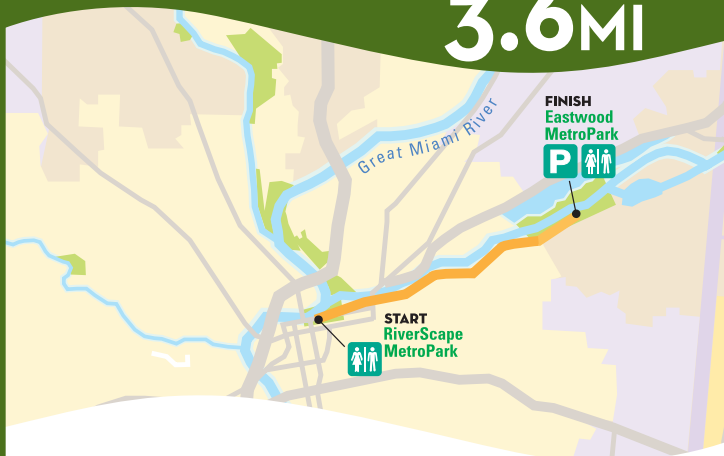 3.6MI
FINISH
Eastwood
MetroPark
P
Great Miami River
START
RiverScape
MetroPark